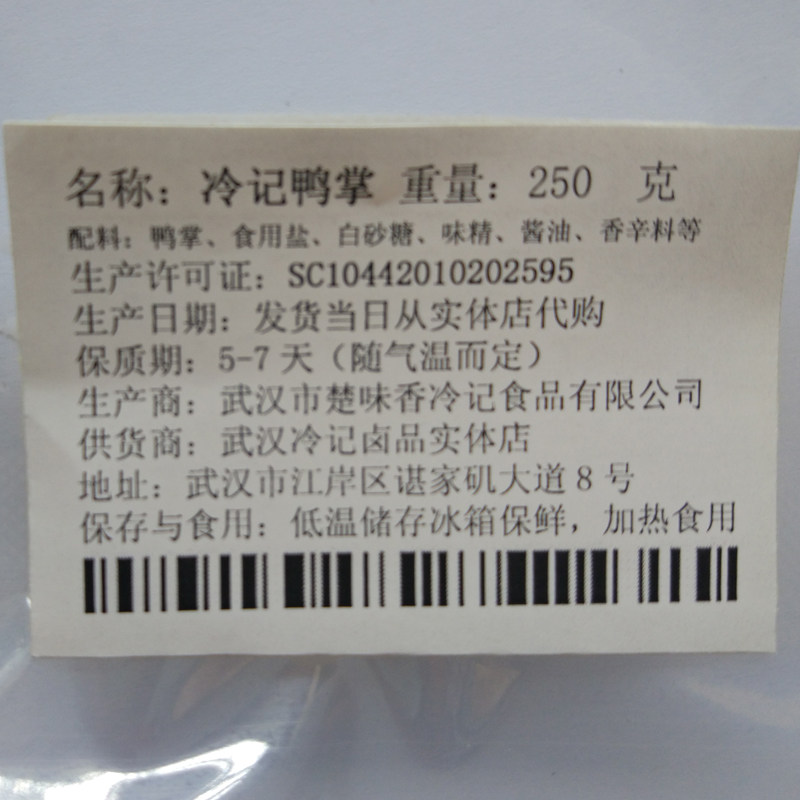 名称：冷记鸭掌 重量：250 克
配料：鸭掌、食用盐、白砂糖、味精、酱油、香辛料等
生产许可证：SC10442010202595
生产日期：发货当日从实体店代购
保质期：5-7 天（随气温而定）
生产商：武汉市楚味香冷记食品有限公司
供货商：武汉冷记卤品实体店
地址：武汉市江岸区谌家矶大道 8 号
保存与食用：低温储存冰箱保鲜，加热食用